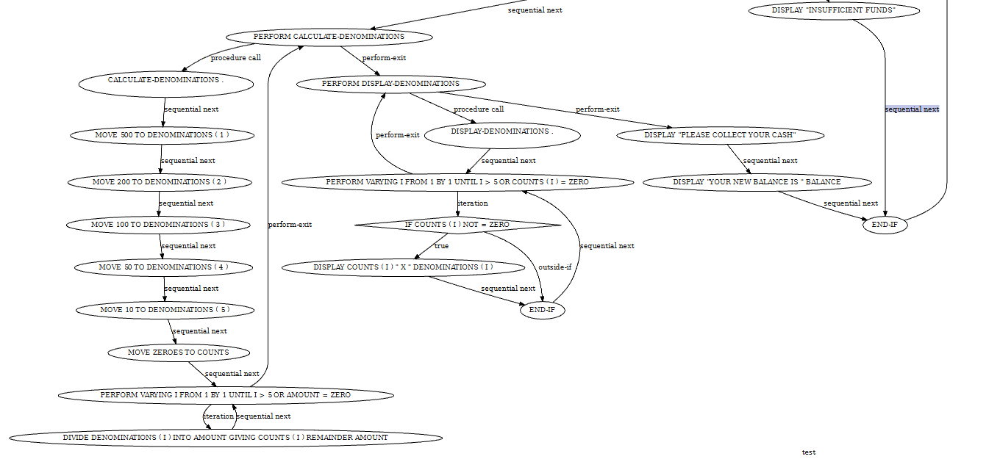 sequential next
DISPLAY "INSUFFICIENT FUNDS"
PERFORM CALCULATE-DENOMINATIONS
procedure call
perform-exit
CALCULATE-DENOMINATIONS .
PERFORM DISPLAY-DENOMINATIONS
sequential next
procedure call
perform-exit
sequential next
MOVE 500 TO DENOMINATIONS ( 1 )
perform-exit
DISPLAY-DENOMINATIONS .
DISPLAY "PLEASE COLLECT YOUR CASH"
sequential next
sequential next
sequential next
MOVE 200 TO DENOMINATIONS ( 2 )
PERFORM VARYING I FROM 1 BY 1 UNTIL I > 5 OR COUNTS ( I ) = ZERO
DISPLAY "YOUR NEW BALANCE IS " BALANCE
sequential next
iteration
sequential next
MOVE 100 TO DENOMINATIONS ( 3 )
perform-exit
IF COUNTS ( I ) NOT = ZERO
END-IF
sequential next
true
sequential next
MOVE 50 TO DENOMINATIONS ( 4 )
DISPLAY COUNTS ( I ) " X " DENOMINATIONS ( I )
outside-if
sequential next
sequential next
MOVE 10 TO DENOMINATIONS ( 5 )
END-IF
sequential next
MOVE ZEROES TO COUNTS
sequential next
PERFORM VARYING I FROM 1 BY 1 UNTIL I > 5 OR AMOUNT = ZERO
iteration
sequential next
DIVIDE DENOMINATIONS ( I ) INTO AMOUNT GIVING COUNTS ( I ) REMAINDER AMOUNT
test